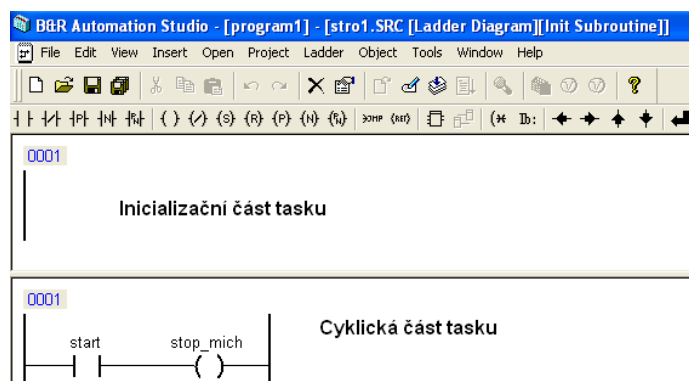 B&R Automation Studio - [program1] - [stro1.SRC [Ladder Diagram][Init Subroutine]]
File Edit View Insert Open Project Ladder Object Tools Window Help
0001
Inicializační část tasku
0001
Cyklická část tasku
start stop_mich